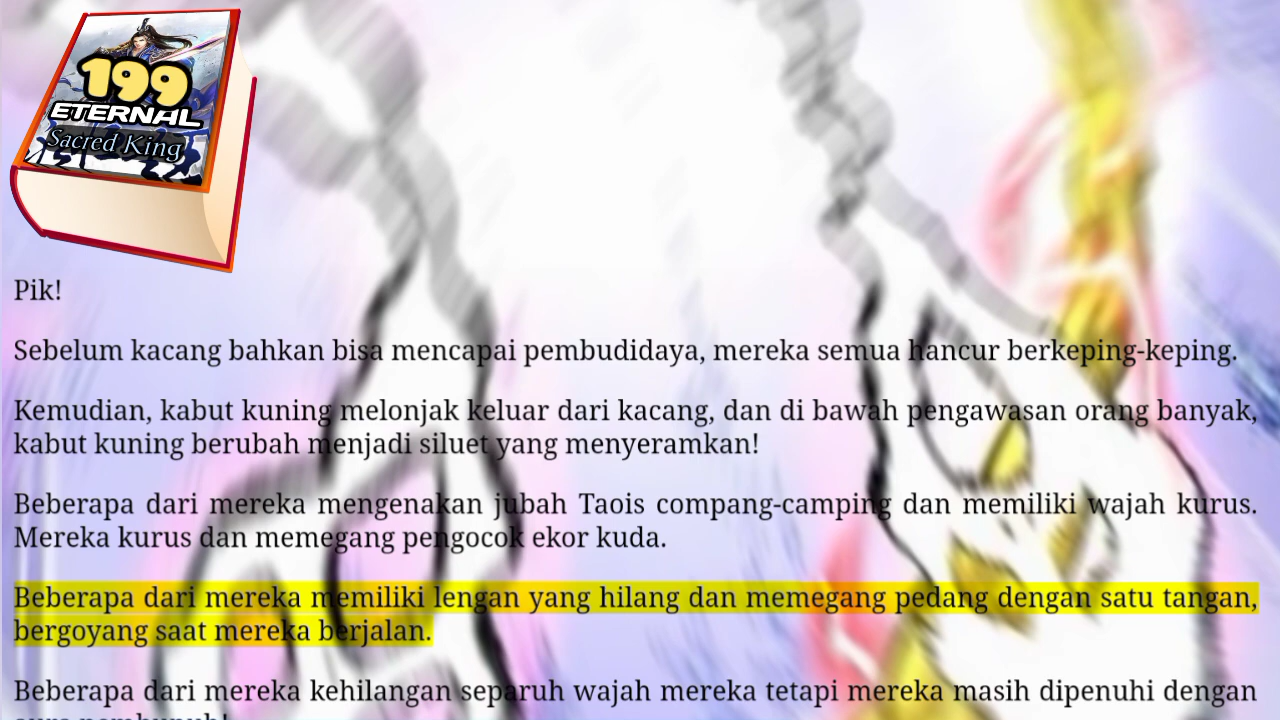 199
ETERNAL
Sacred King
Pik!
Sebelum kacang bahkan bisa mencapai pembudidaya, mereka semua hancur berkeping-keping.
Kemudian, kabut kuning melonjak keluar dari kacang, dan di bawah pengawasan orang banyak,
kabut kuning berubah menjadi siluet yang menyeramkan!
Beberapa dari mereka mengenakan jubah Taois compang-camping dan memiliki wajah kurus.
Mereka kurus dan memegang pengocok ekor kuda.
Beberapa dari mereka memiliki lengan yang hilang dan memegang pedang dengan satu tangan,
bergoyang saat mereka berjalan.
Beberapa dari mereka kehilangan separuh wajah mereka tetapi mereka masih dipenuhi dengan